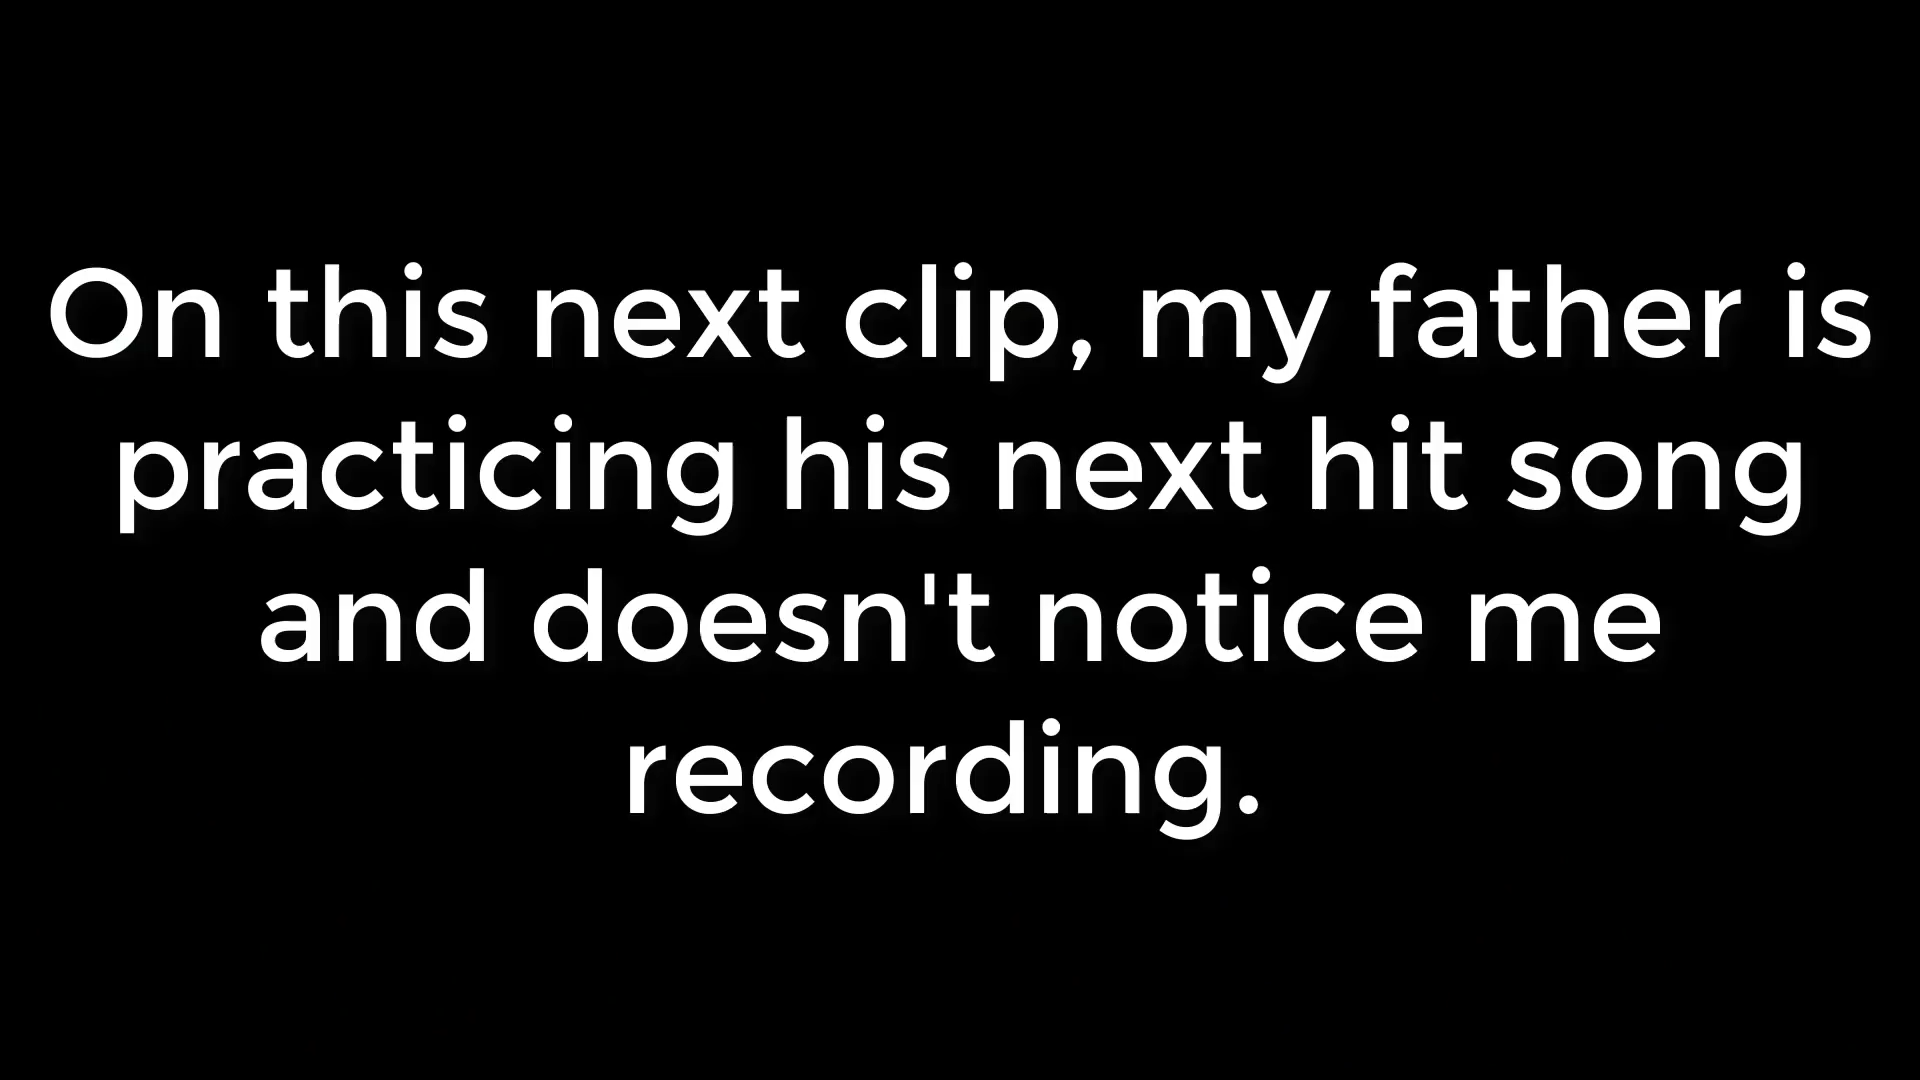 On this next clip, my father is
practicing his next hit song
and doesn't notice me
recording.